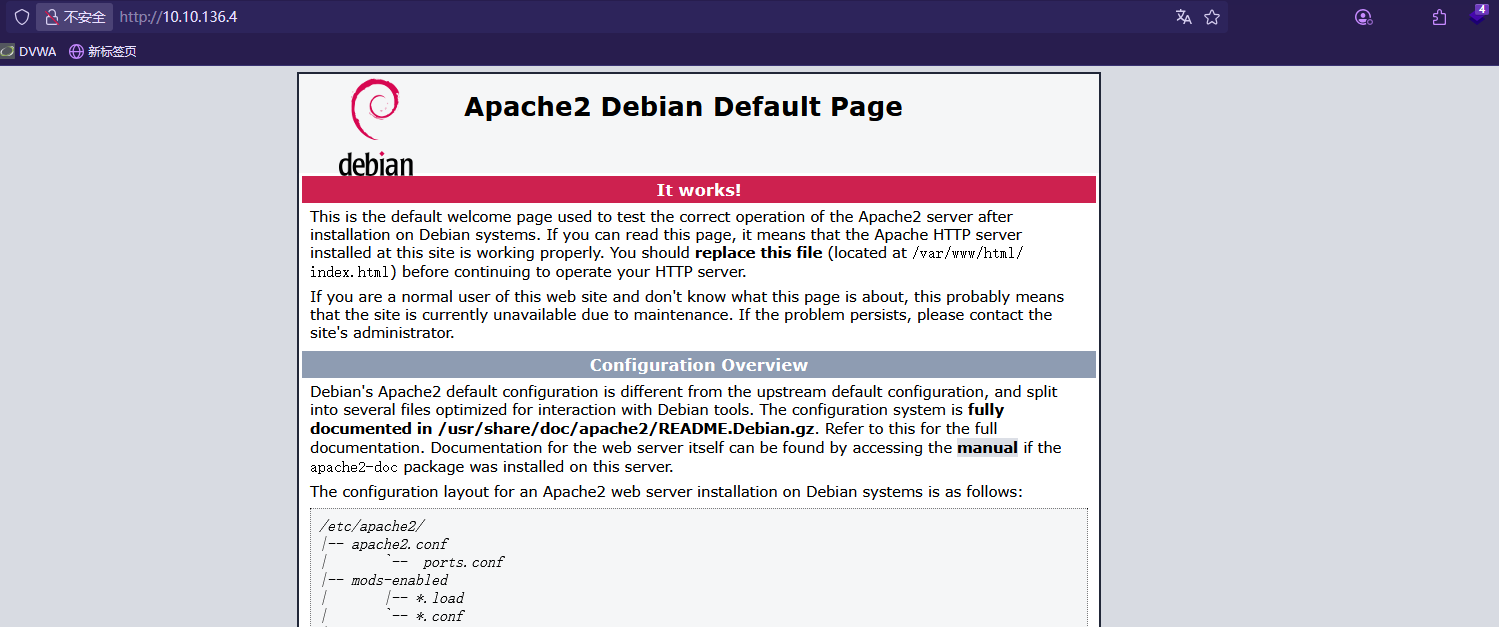 不安全 http://10.10.136.4
4
DVWA 新标签页
debian
Apache2 Debian Default Page
It works!
This is the default welcome page used to test the correct operation of the Apache2 server after
installation on Debian systems. If you can read this page, it means that the Apache HTTP server
installed at this site is working properly. You should replace this file (located at /var/www/html/
index.html) before continuing to operate your HTTP server.
If you are a normal user of this web site and don't know what this page is about, this probably means
that the site is currently unavailable due to maintenance. If the problem persists, please contact the
site's administrator.
Configuration Overview
Debian's Apache2 default configuration is different from the upstream default configuration, and split
into several files optimized for interaction with Debian tools. The configuration system is fully
documented in /usr/share/doc/apache2/README.Debian.gz. Refer to this for the full
documentation. Documentation for the web server itself can be found by accessing the manual if the
apache2-doc package was installed on this server.
The configuration layout for an Apache2 web server installation on Debian systems is as follows:
/etc/apache2/
|-- apache2.conf
|       `--  ports.conf
|-- mods-enabled
|       |-- *.load
|       `-- *.conf